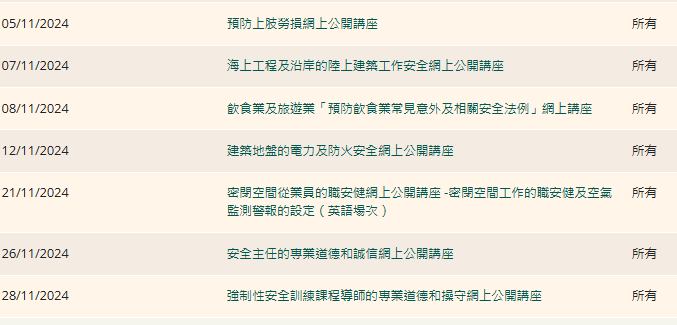 05/11/2024 預防上肢勞損網上公開講座 所有
07/11/2024 海上工程及沿岸的陸上建築工作安全網上公開講座 所有
08/11/2024 飲食業及旅遊業「預防飲食業常見意外及相關安全法例」網上講座 所有
12/11/2024 建築地盤的電力及防火安全網上公開講座 所有
21/11/2024 密閉空間從業員的職安健網上公開講座 -密閉空間工作的職安健及空氣 所有
監測警報的設定（英語場次）
26/11/2024 安全主任的專業道德和誠信網上公開講座 所有
28/11/2024 強制性安全訓練課程導師的專業道德和操守網上公開講座 所有